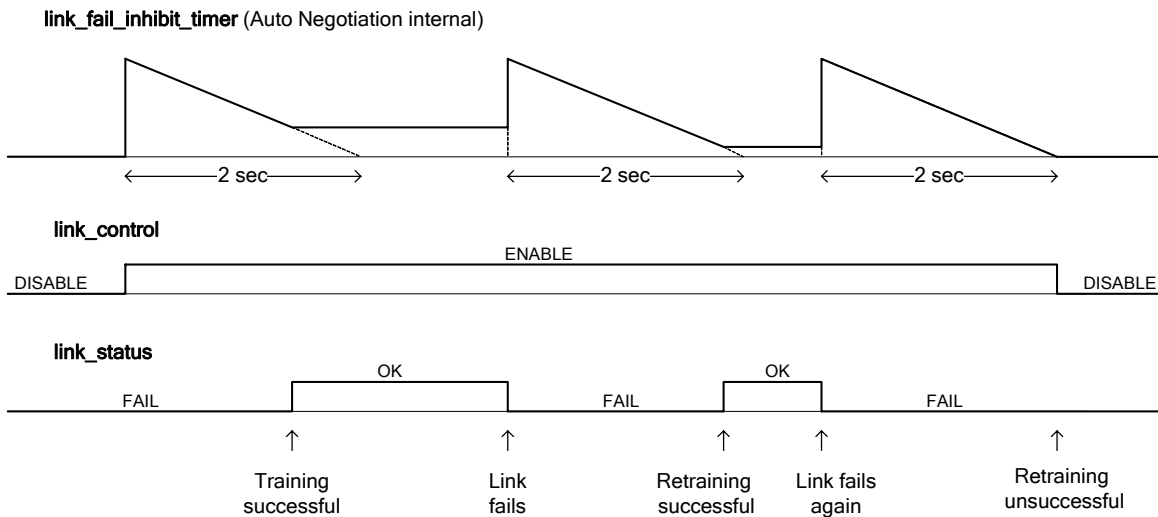 link_fail_inhibit_timer (Auto Negotiation internal)
2 sec 2 sec 2 sec
link_control
ENABLE
DISABLE DISABLE
link_status
OK OK
FAIL FAIL FAIL
Training Link Retraining Link fails Retraining
successful fails successful again unsuccessful